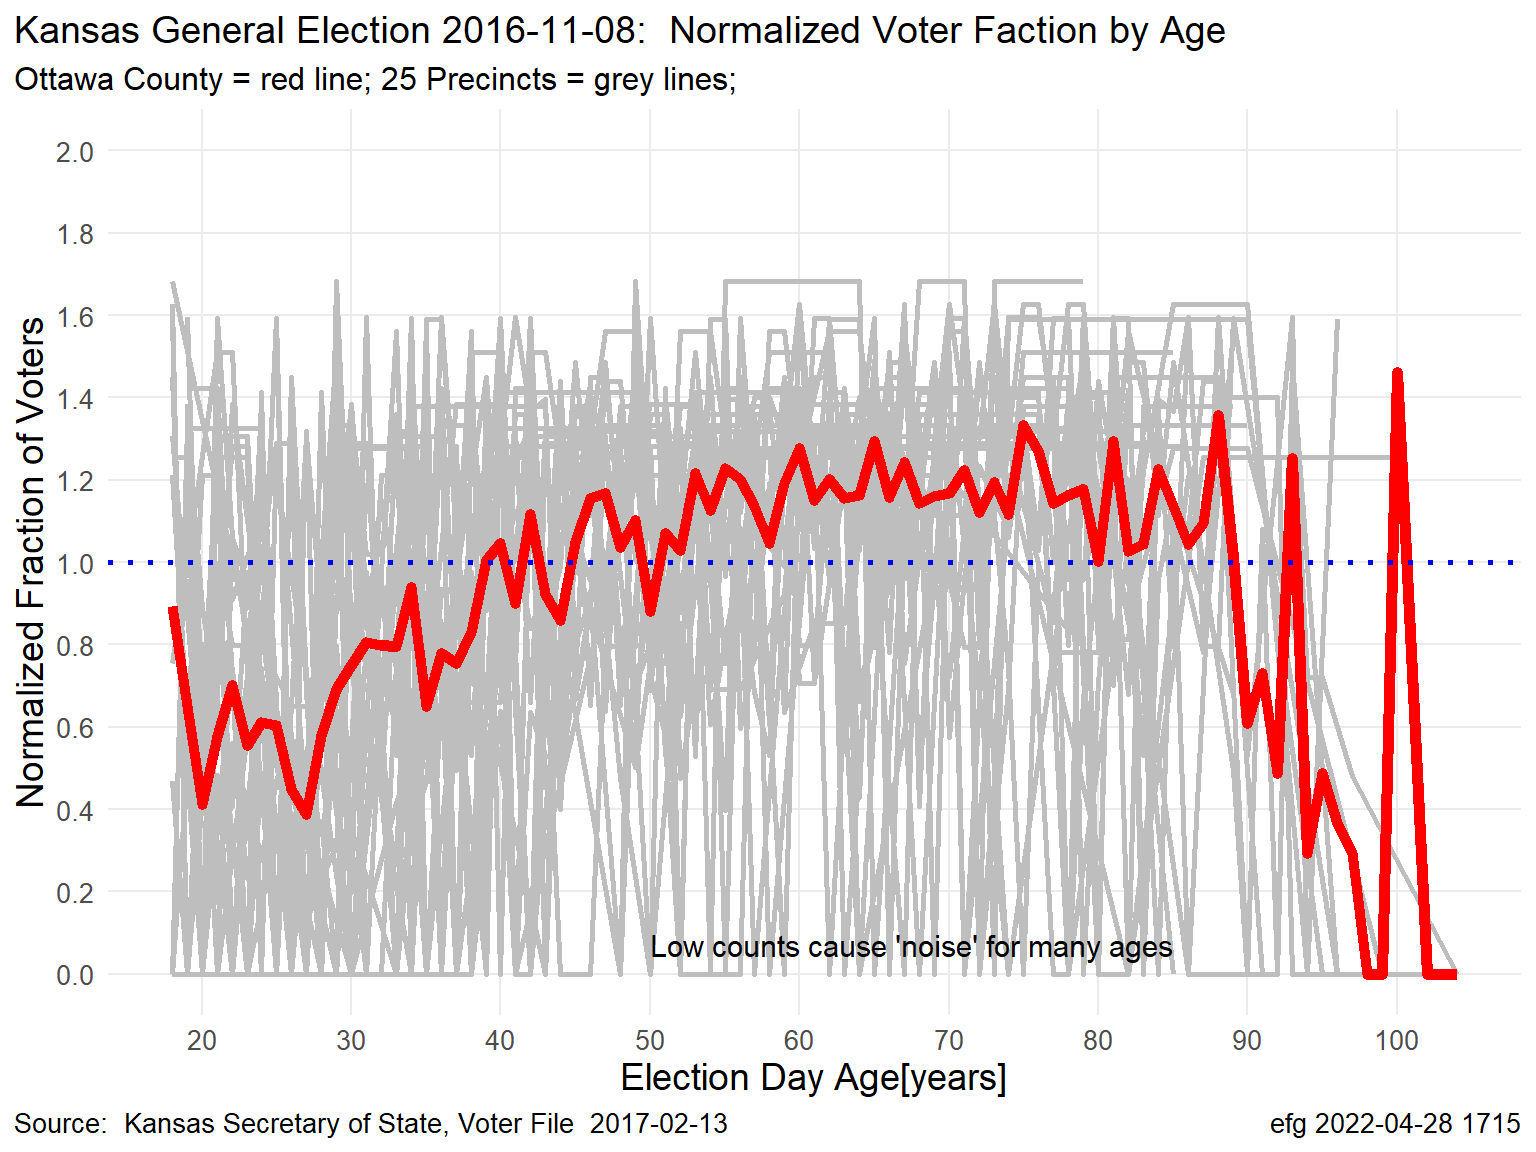 Kansas General Election 2016-11-08:  Normalized Voter Faction by Age
Ottawa County = red line; 25 Precincts = grey lines;
Normalized Fraction of Voters
2.0
1.8
1.6
1.4
1.2
1.0
0.8
0.6
0.4
0.2
0.0
Low counts cause 'noise' for many ages
20 30 40 50 60 70 80 90 100
Election Day Age[years]
Source:  Kansas Secretary of State, Voter File  2017-02-13
efg 2022-04-28 1715